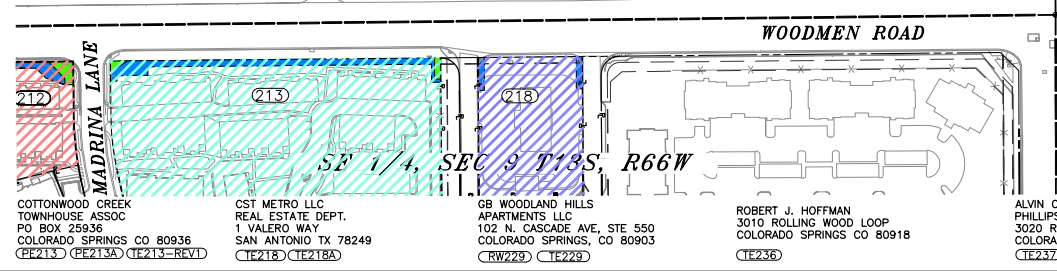 WOODMEN ROAD
MADRINA LANE
212
213
218
SE 1/4, SEC 9 T13S, R66W
COTTONWOOD CREEK
TOWNHOUSE ASSOC
PO BOX 25936
COLORADO SPRINGS CO 80936
PE213 PE213A TE213-REV1
CST METRO LLC
REAL ESTATE DEPT.
1 VALERO WAY
SAN ANTONIO TX 78249
TE218 TE218A
GB WOODLAND HILLS
APARTMENTS LLC
102 N. CASCADE AVE, STE 550
COLORADO SPRINGS, CO 80903
RW229 TE229
ROBERT J. HOFFMAN
3010 ROLLING WOOD LOOP
COLORADO SPRINGS CO 80918
TE236
ALVIN
PHILLIPS
3020 R
COLORA
TE237